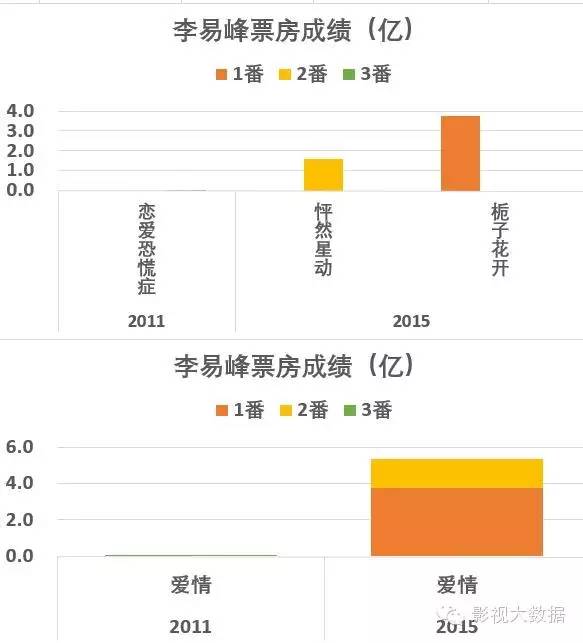 李易峰票房成绩（亿）
1番 2番 3番
4.0
3.0
2.0
1.0
0.0
恋爱恐慌症 怦然星动 栀子花开
2011 2015
李易峰票房成绩（亿）
1番 2番 3番
6.0
4.0
2.0
0.0
爱情 爱情
2011 2015
影视大数据